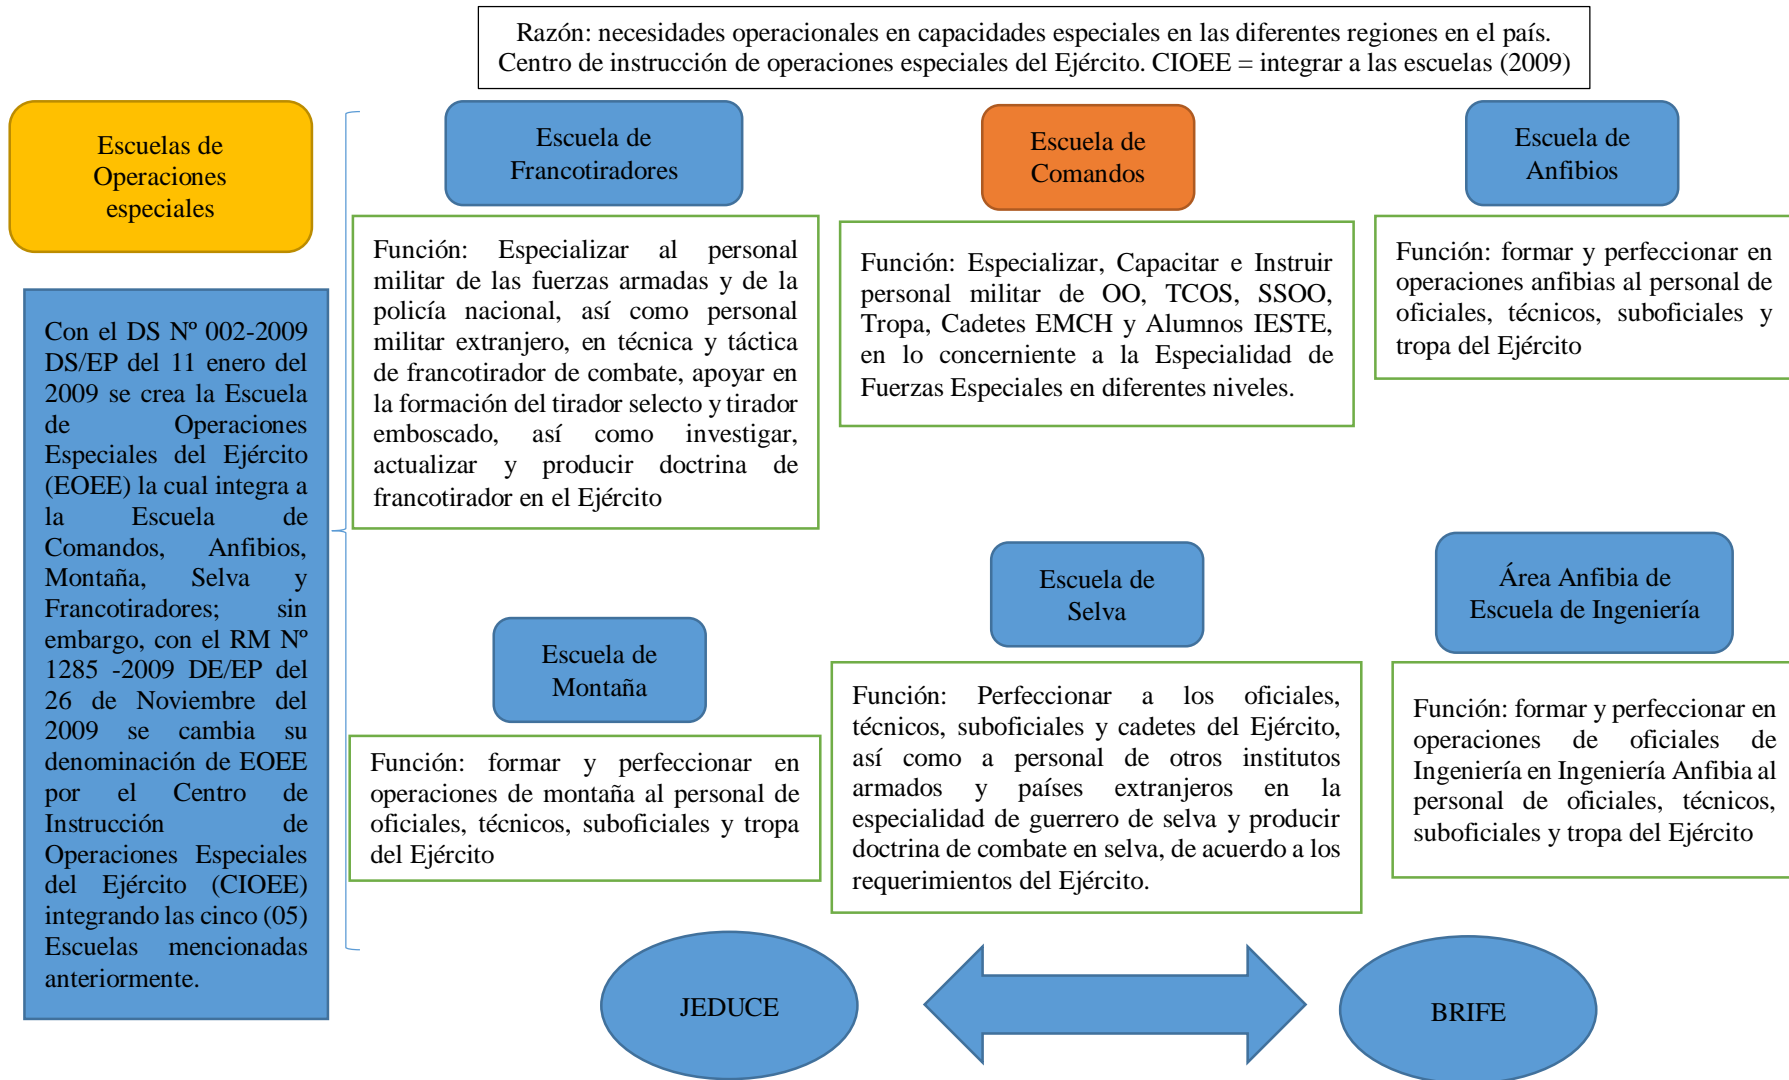 Razón: necesidades operacionales en capacidades especiales en las diferentes regiones en el país.
Centro de instrucción de operaciones especiales del Ejército. CIOEE = integrar a las escuelas (2009)
Escuelas de
Operaciones
especiales
Con el DS Nº 002-2009
DS/EP del 11 enero del
2009 se crea la Escuela
de Operaciones
Especiales del Ejército
(EOEE) la cual integra a
la Escuela de
Comandos, Anfibios,
Montaña, Selva y
Francotiradores; sin
embargo, con el RM Nº
1285 -2009 DE/EP del
26 de Noviembre del
2009 se cambia su
denominación de EOEE
por el Centro de
Instrucción de
Operaciones Especiales
del Ejército (CIOEE)
integrando las cinco (05)
Escuelas mencionadas
anteriormente.
Escuela de
Francotiradores
Función: Especializar al personal
militar de las fuerzas armadas y de la
policía nacional, así como personal
militar extranjero, en técnica y táctica
de francotirador de combate, apoyar en
la formación del tirador selecto y tirador
emboscado, así como investigar,
actualizar y producir doctrina de
francotirador en el Ejército
Escuela de
Comandos
Función: Especializar, Capacitar e Instruir
personal militar de OO, TCOS, SSOO,
Tropa, Cadetes EMCH y Alumnos IESTE,
en lo concerniente a la Especialidad de
Fuerzas Especiales en diferentes niveles.
Escuela de
Anfibios
Función: formar y perfeccionar en
operaciones anfibias al personal de
oficiales, técnicos, suboficiales y
tropa del Ejército
Escuela de
Montaña
Función: formar y perfeccionar en
operaciones de montaña al personal de
oficiales, técnicos, suboficiales y tropa
del Ejército
Escuela de
Selva
Función: Perfeccionar a los oficiales,
técnicos, suboficiales y cadetes del Ejército,
así como a personal de otros institutos
armados y países extranjeros en la
especialidad de guerrero de selva y producir
doctrina de combate en selva, de acuerdo a los
requerimientos del Ejército.
Área Anfibia de
Escuela de Ingeniería
Función: formar y perfeccionar en
operaciones de oficiales de
Ingeniería en Ingeniería Anfibia al
personal de oficiales, técnicos,
suboficiales y tropa del Ejército
JEDUCE
BRIFE